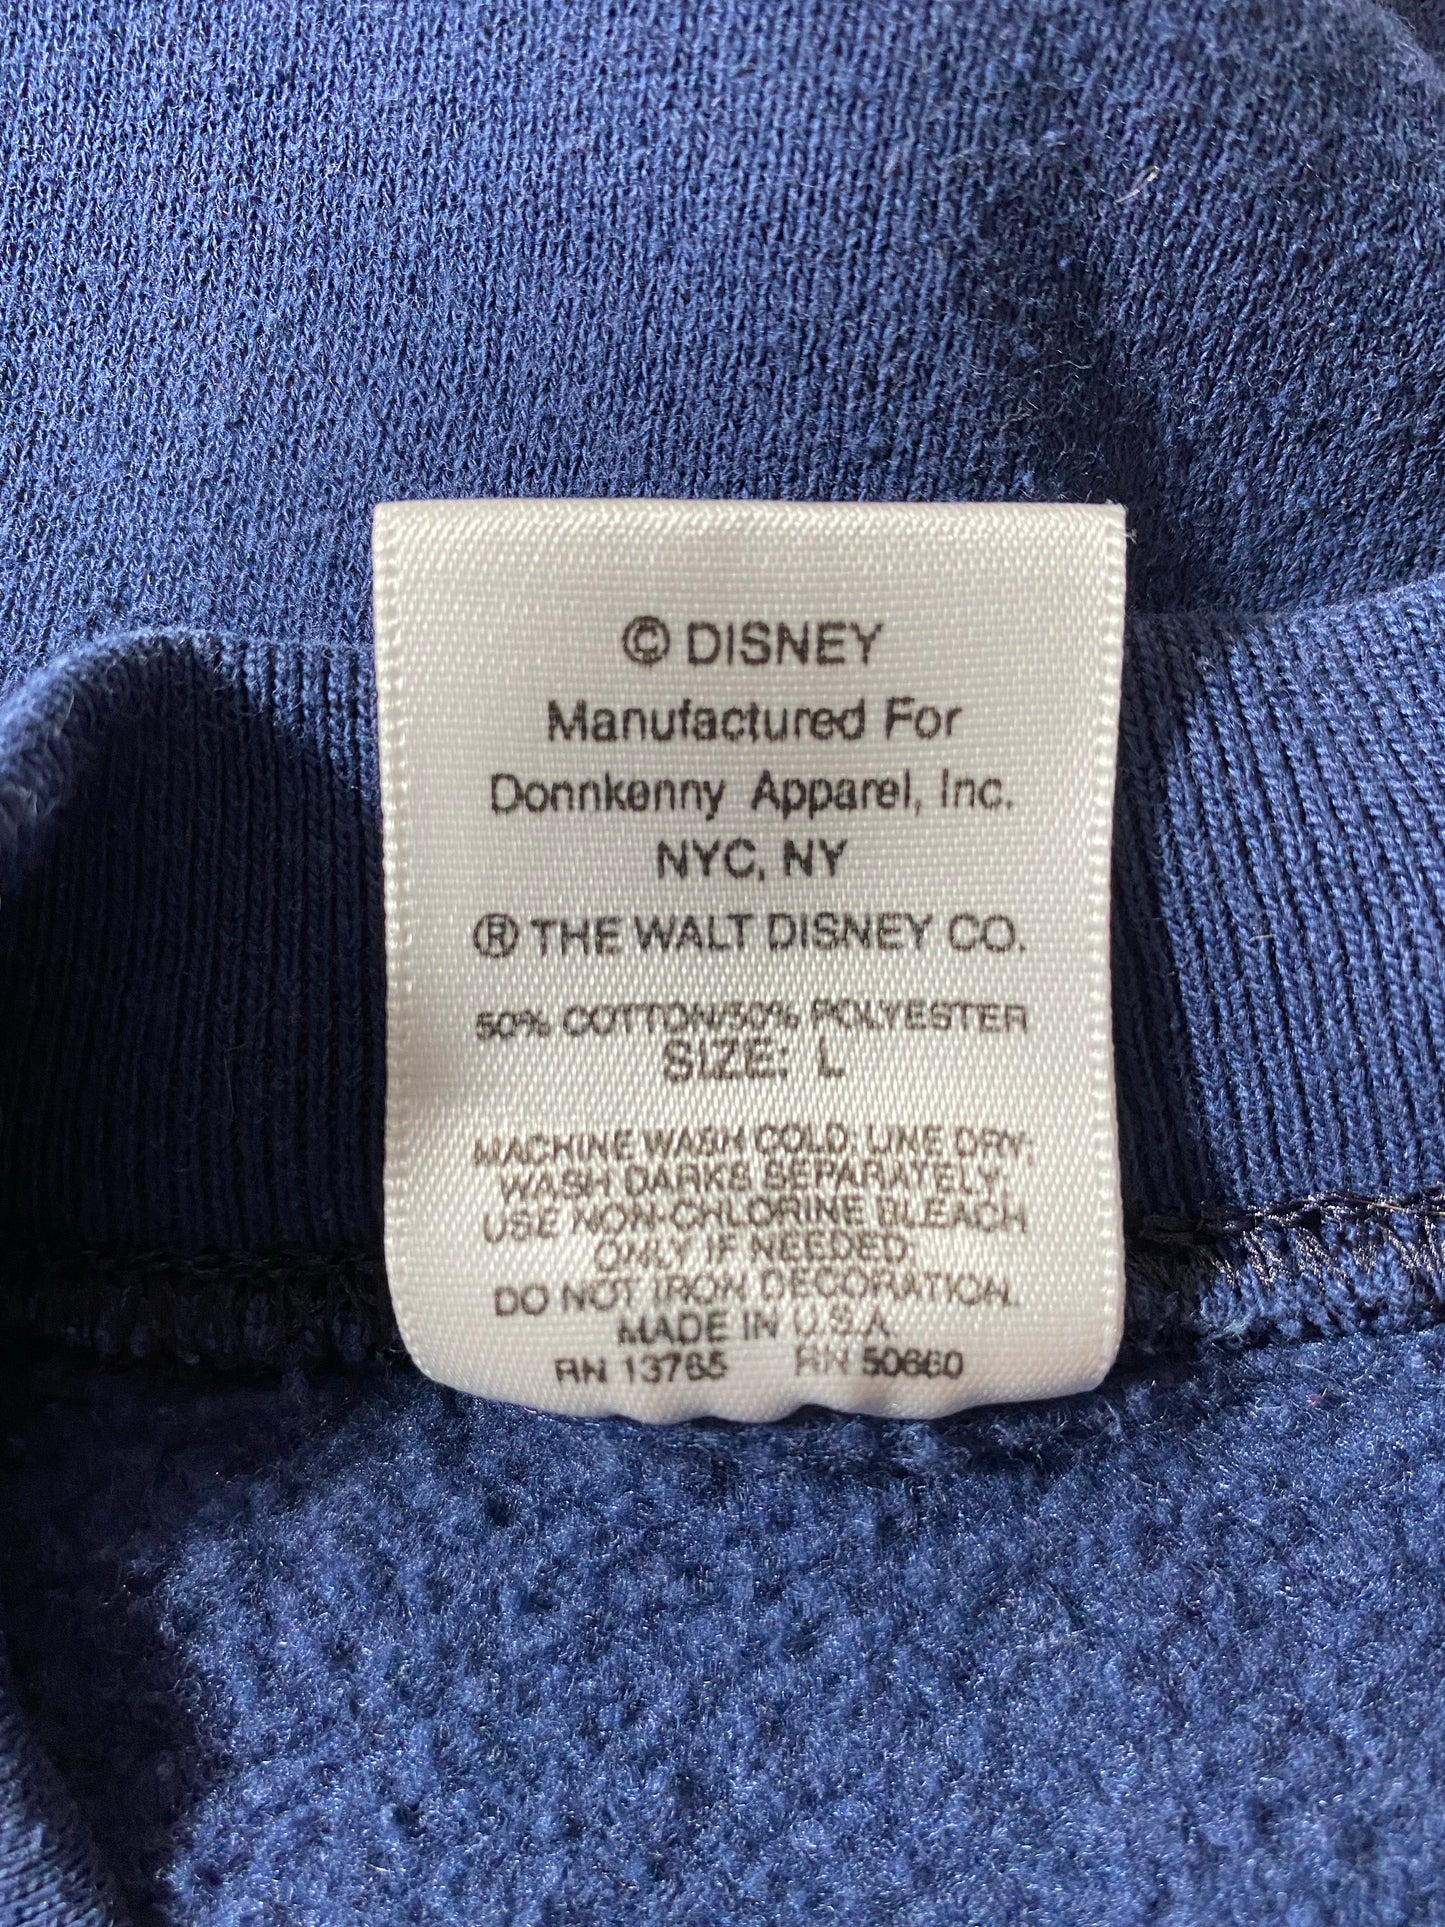 © DISNEY
Manufactured For
Donnkenny Apparel, Inc.
NYC, NY
® THE WALT DISNEY CO.
50% COTTON/50% POLYESTER
SIZE: L
MACHINE WASH COLD; LINE DRY;
WASH DARKS SEPARATELY
USE NON-CHLORINE BLEACH
ONLY IF NEEDED
DO NOT IRON DECORATION.
MADE IN U.S.A.
RN 13765 RN 50660